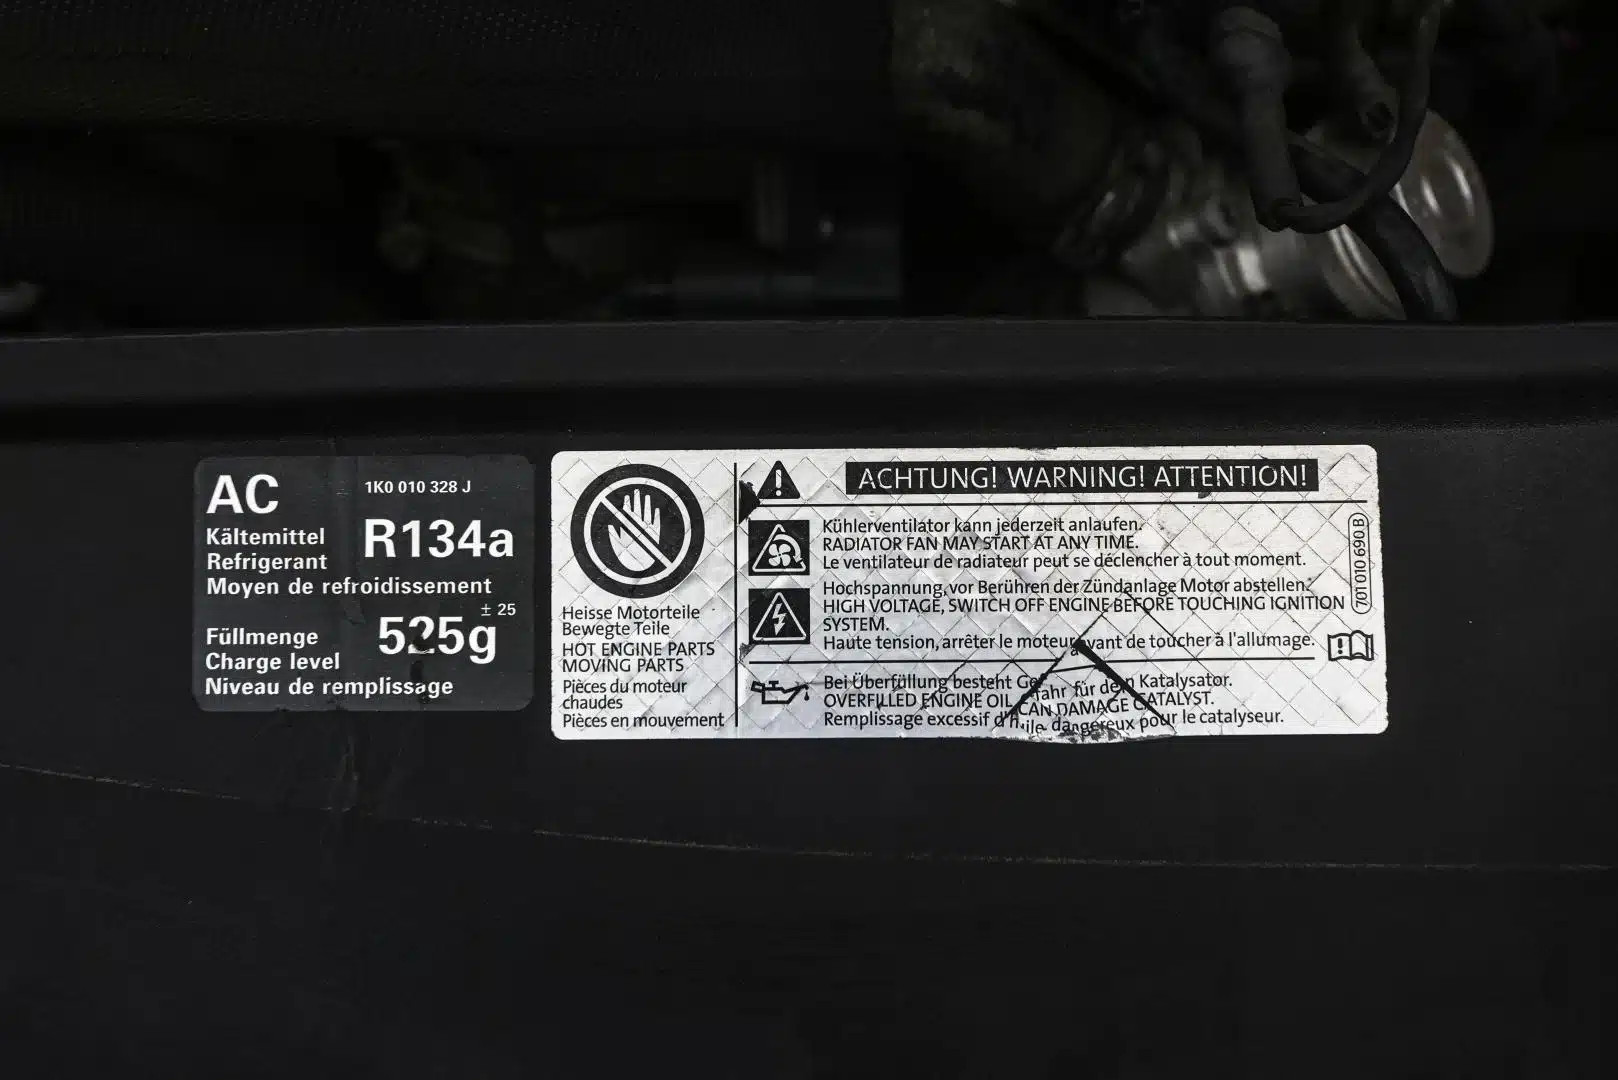 AC
1K0 010 328 J
Kältemittel
Refrigerant
Moyen de refroidissement
R134a
± 25
Füllmenge
Charge level
Niveau de remplissage
525g
Heisse Motorteile
Bewegte Teile
HOT ENGINE PARTS
MOVING PARTS
Pièces du moteur
chaudes
Pièces en mouvement
ACHTUNG! WARNING! ATTENTION!
Kühlerventilator kann jederzeit anlaufen.
RADIATOR FAN MAY START AT ANY TIME.
Le ventilateur de radiateur peut se déclencher à tout moment.
Hochspannung, vor Berühren der Zündanlage Motor abstellen.
HIGH VOLTAGE, SWITCH OFF ENGINE BEFORE TOUCHING IGNITION
SYSTEM.
Haute tension, arrêter le moteur avant de toucher à l'allumage.
Bei Überfüllung besteht Gefahr für den Katalysator.
OVERFILLED ENGINE OIL CAN DAMAGE CATALYST.
Remplissage excessif d'huile dangereux pour le catalyseur.
701 010 690 B